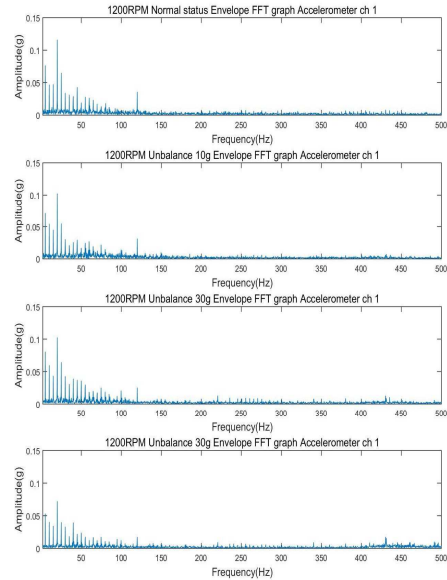 1200RPM Normal status Envelope FFT graph Accelerometer ch 1
0.15
0.1
0.05
0
Amplitude(g)
50 100 150 200 250 300 350 400 450 500
Frequency(Hz)
1200RPM Unbalance 10g Envelope FFT graph Accelerometer ch 1
0.15
0.1
0.05
0
Amplitude(g)
50 100 150 200 250 300 350 400 450 500
Frequency(Hz)
1200RPM Unbalance 30g Envelope FFT graph Accelerometer ch 1
0.15
0.1
0.05
0
Amplitude(g)
50 100 150 200 250 300 350 400 450 500
Frequency(Hz)
1200RPM Unbalance 30g Envelope FFT graph Accelerometer ch 1
0.15
0.1
0.05
0
Amplitude(g)
50 100 150 200 250 300 350 400 450 500
Frequency(Hz)